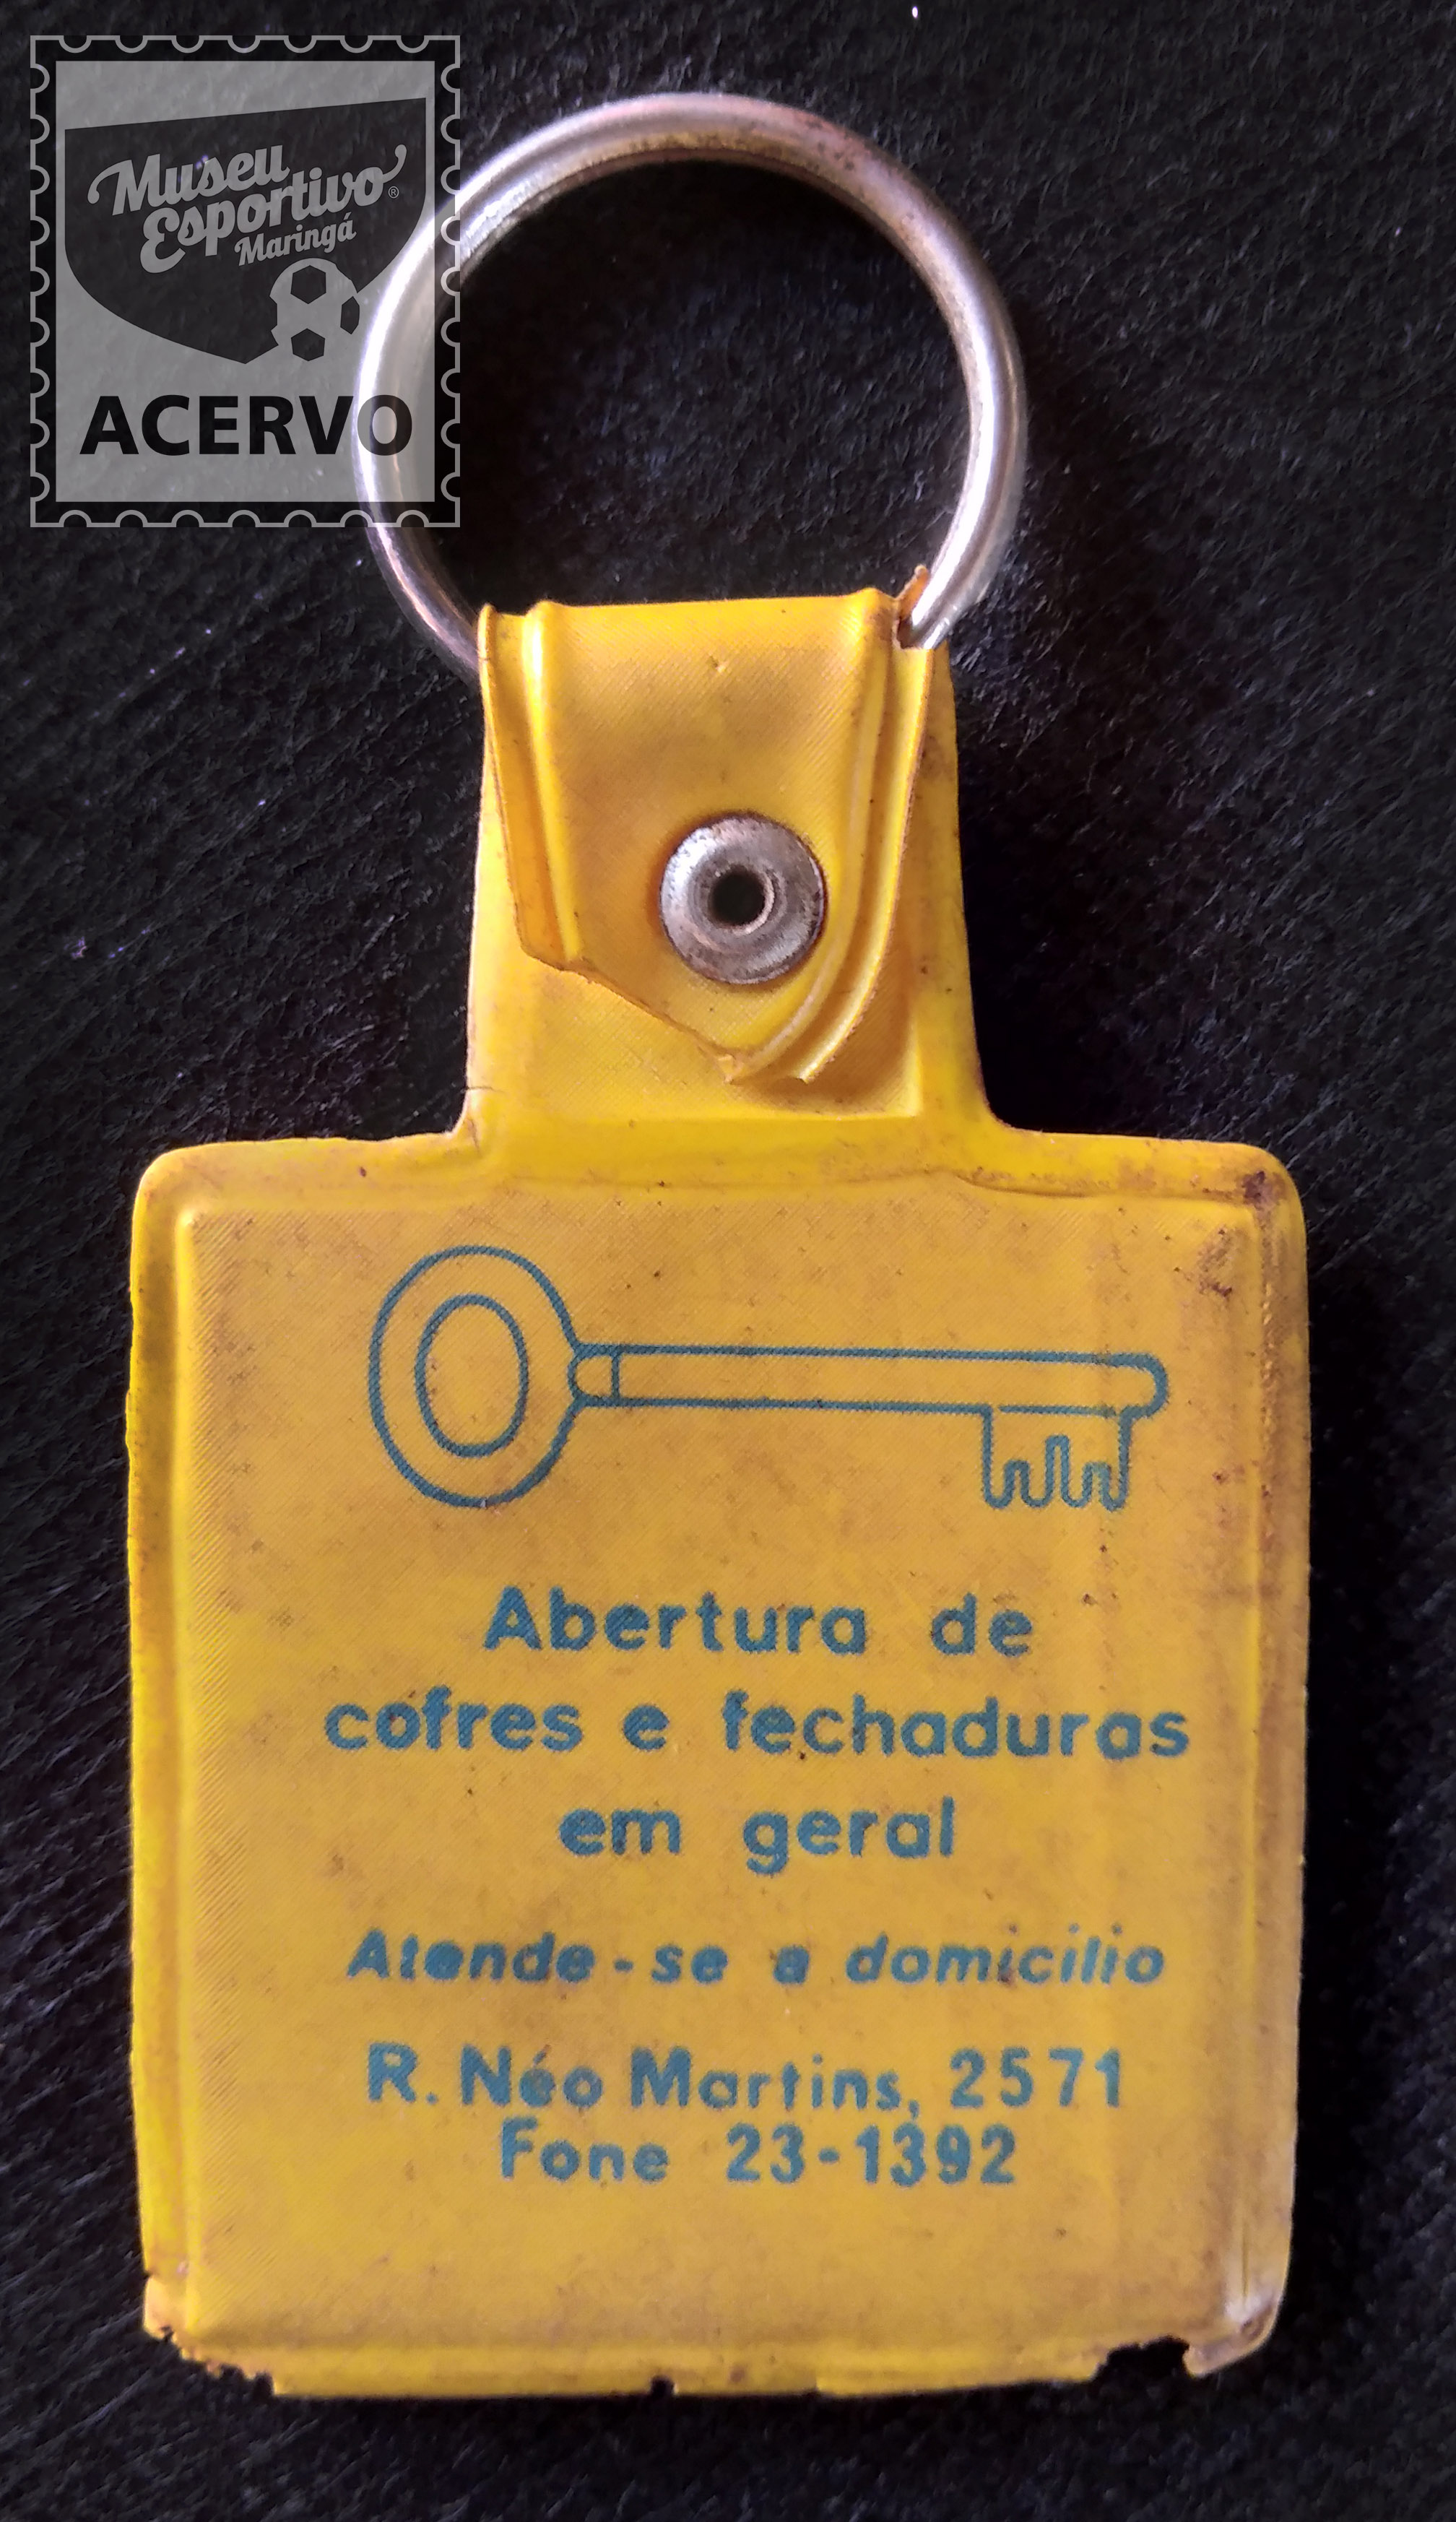 Museu
Esportivo®
Maringá
ACERVO
Abertura de
cofres e fechaduras
em geral
Atende-se a domicilio
R. Néo Martins, 2571
Fone 23-1392